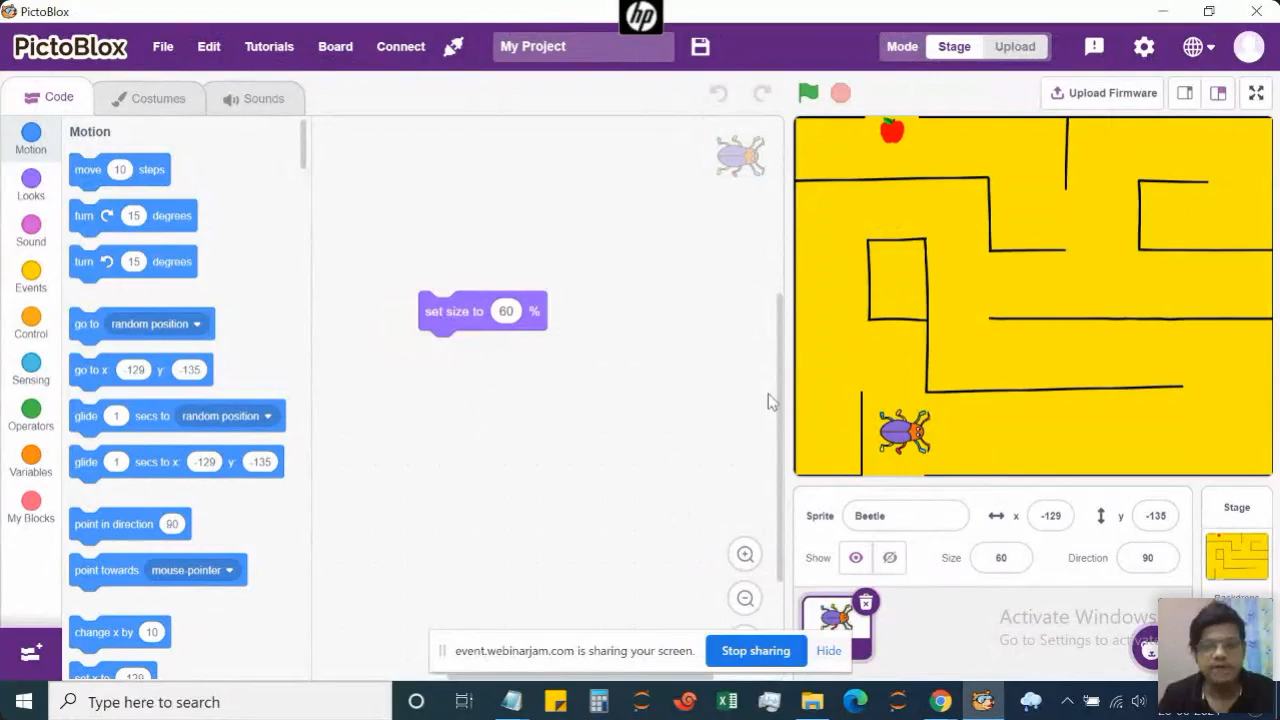 PictoBlox
hp
PictoBlox File Edit Tutorials Board Connect My Project Mode Stage Upload
Code Costumes Sounds Upload Firmware
Motion
Looks
Sound
Events
Control
Sensing
Operators
Variables
My Blocks
Motion
move 10 steps
turn 15 degrees
turn 15 degrees
go to random position
go to x: -129 y: -135
glide 1 secs to random position
glide 1 secs to x: -129 y: -135
point in direction 90
point towards mouse-pointer
change x by 10
set size to 60 %
Sprite Beetle x -129 y -135
Show Size 60 Direction 90
Stage
Activate Windows
event.webinarjam.com is sharing your screen. Stop sharing Hide
Type here to search